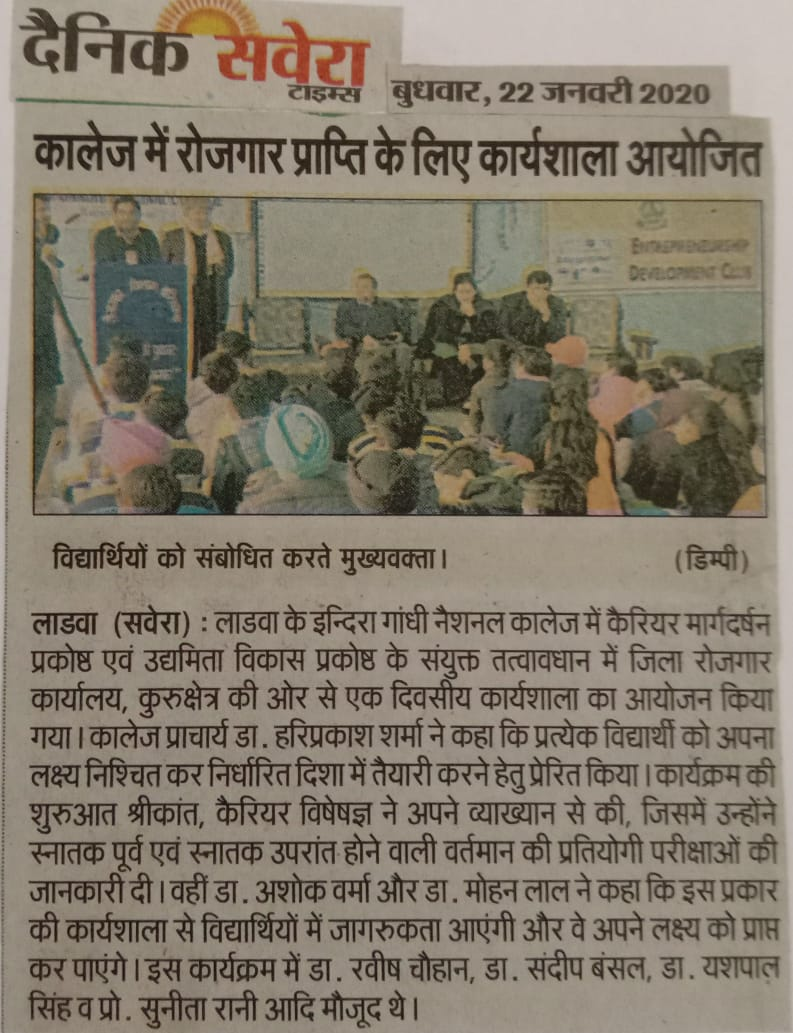 दैनिक सवेरा
टाइम्स
बुधवार, 22 जनवरी 2020
कालेज में रोजगार प्राप्ति के लिए कार्यशाला आयोजित
ENTREPRENEURSHIP
DEVELOPMENT CLUB
विद्यार्थियों को संबोधित करते मुख्यवक्ता। (डिम्पी)
लाडवा (सवेरा) : लाडवा के इन्दिरा गांधी नैशनल कालेज में कैरियर मार्गदर्षन
प्रकोष्ठ एवं उद्यमिता विकास प्रकोष्ठ के संयुक्त तत्वावधान में जिला रोजगार
कार्यालय, कुरुक्षेत्र की ओर से एक दिवसीय कार्यशाला का आयोजन किया
गया। कालेज प्राचार्य डा. हरिप्रकाश शर्मा ने कहा कि प्रत्येक विद्यार्थी को अपना
लक्ष्य निश्चित कर निर्धारित दिशा में तैयारी करने हेतु प्रेरित किया। कार्यक्रम की
शुरुआत श्रीकांत, कैरियर विषेषज्ञ ने अपने व्याख्यान से की, जिसमें उन्होंने
स्नातक पूर्व एवं स्नातक उपरांत होने वाली वर्तमान की प्रतियोगी परीक्षाओं की
जानकारी दी। वहीं डा. अशोक वर्मा और डा. मोहन लाल ने कहा कि इस प्रकार
की कार्यशाला से विद्यार्थियों में जागरुकता आएंगी और वे अपने लक्ष्य को प्राप्त
कर पाएंगे। इस कार्यक्रम में डा. रवीष चौहान, डा. संदीप बंसल, डा. यशपाल
सिंह व प्रो. सुनीता रानी आदि मौजूद थे।